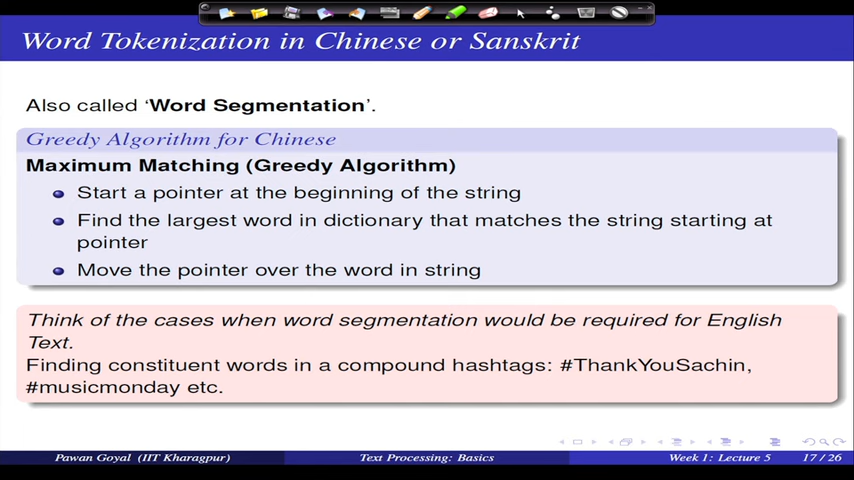 Word Tokenization in Chinese or Sanskrit
Also called ‘Word Segmentation’.
Greedy Algorithm for Chinese
Maximum Matching (Greedy Algorithm)
Start a pointer at the beginning of the string
Find the largest word in dictionary that matches the string starting at
pointer
Move the pointer over the word in string
Think of the cases when word segmentation would be required for English
Text.
Finding constituent words in a compound hashtags: #ThankYouSachin,
#musicmonday etc.
Pawan Goyal (IIT Kharagpur) Text Processing: Basics Week 1: Lecture 5 17 / 26